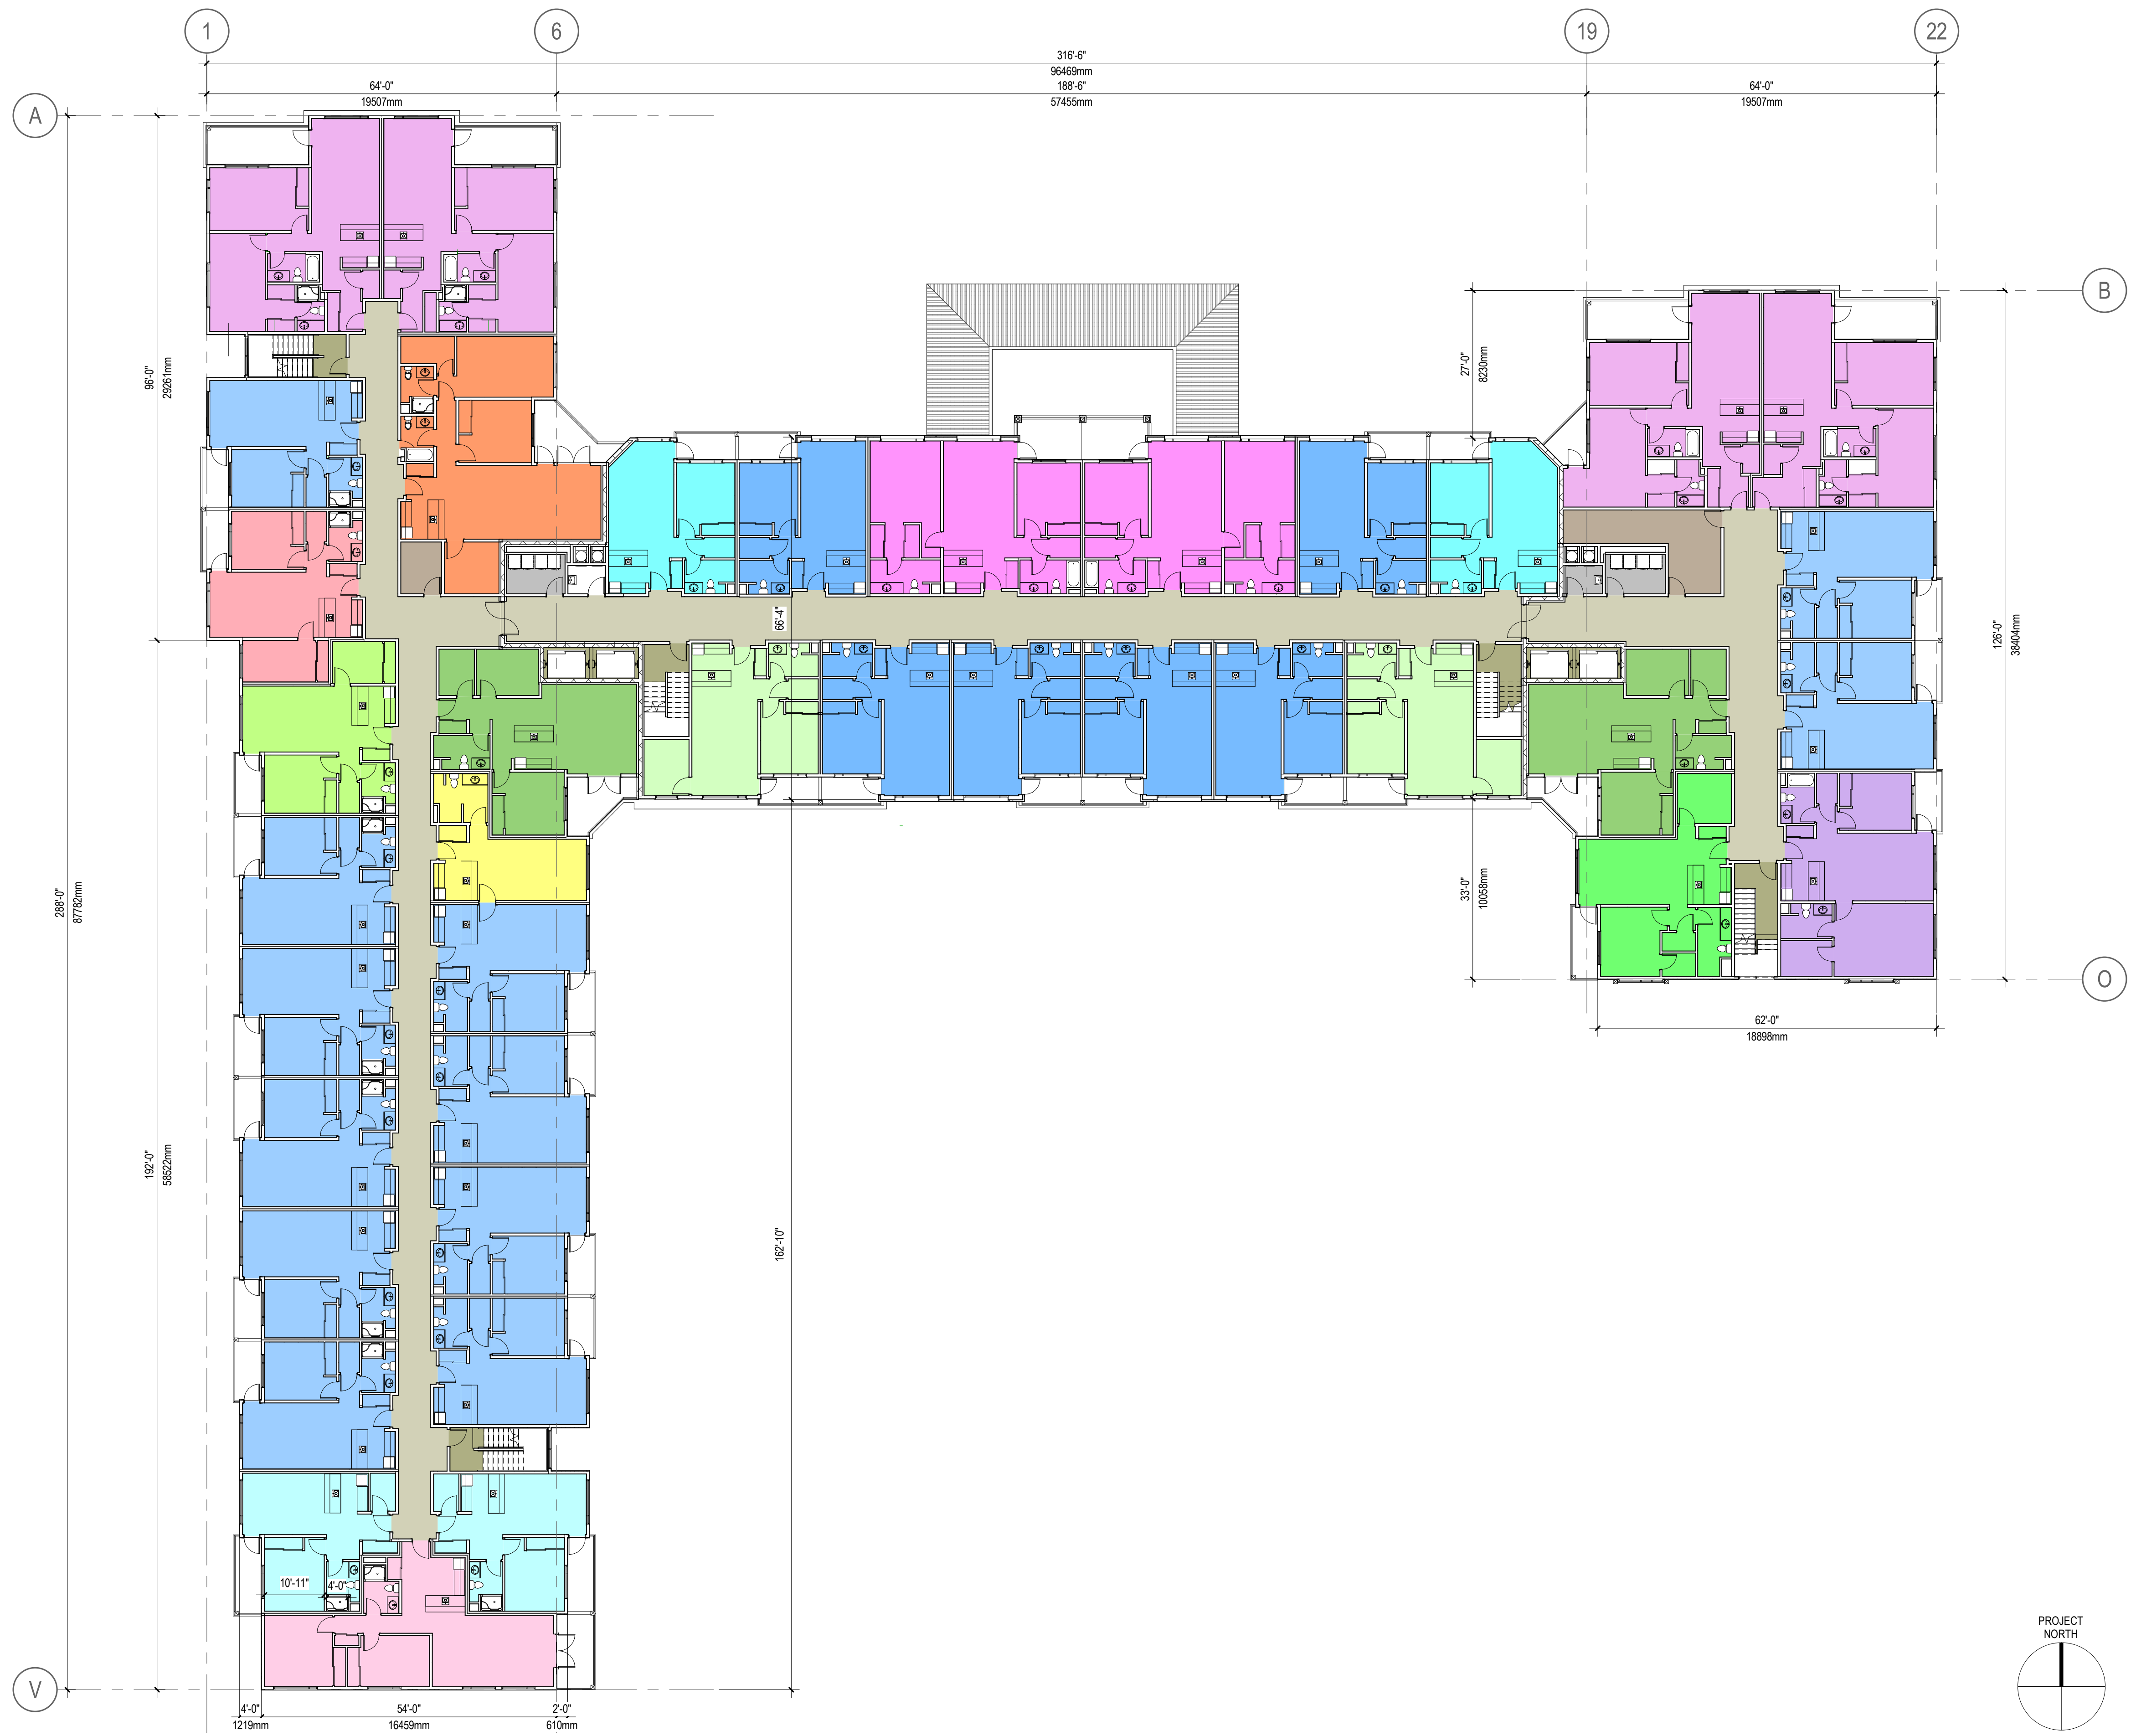 1
6
19
22
316'-6"
96469mm
64'-0"
19507mm
188'-6"
57455mm
64'-0"
19507mm
A
B
27'-0"
8230mm
96'-0"
29261mm
66'-4"
126'-0"
38404mm
288'-0"
87782mm
33'-0"
10058mm
O
62'-0"
18898mm
192'-0"
58522mm
162'-10"
10'-11"
4'-0"
PROJECT
NORTH
V
4'-0"
1219mm
54'-0"
16459mm
2'-0"
610mm